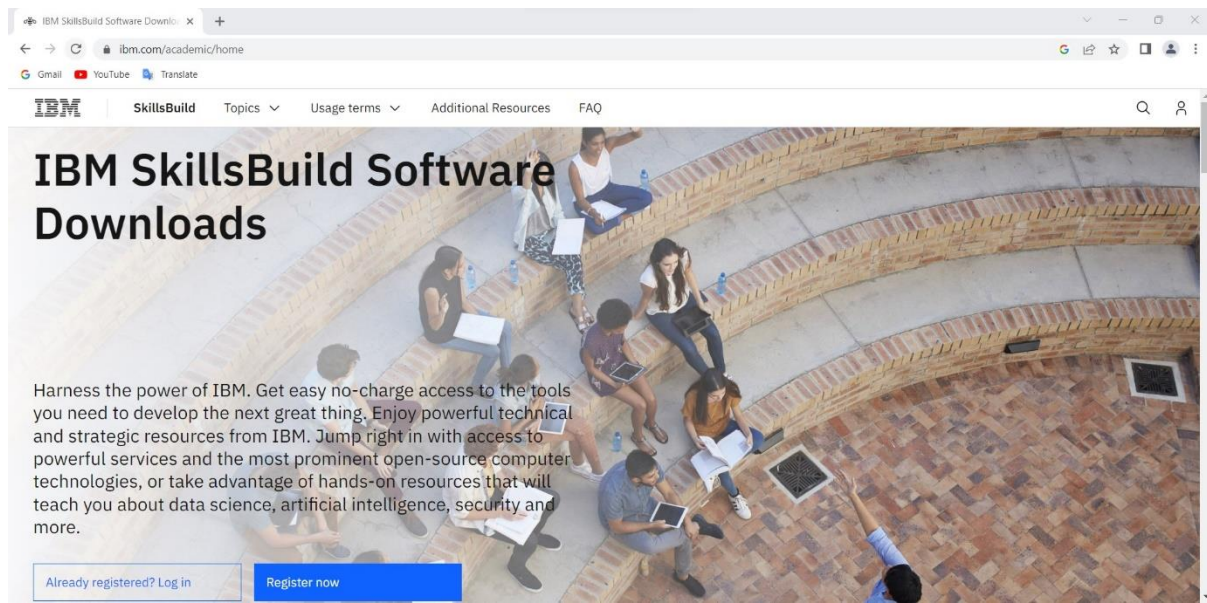 IBM SkillsBuild Software Downlo
ibm.com/academic/home
Gmail YouTube Translate
IBM SkillsBuild Topics Usage terms Additional Resources FAQ
IBM SkillsBuild Software
Downloads
Harness the power of IBM. Get easy no-charge access to the tools
you need to develop the next great thing. Enjoy powerful technical
and strategic resources from IBM. Jump right in with access to
powerful services and the most prominent open-source computer
technologies, or take advantage of hands-on resources that will
teach you about data science, artificial intelligence, security and
more.
Already registered? Log in Register now